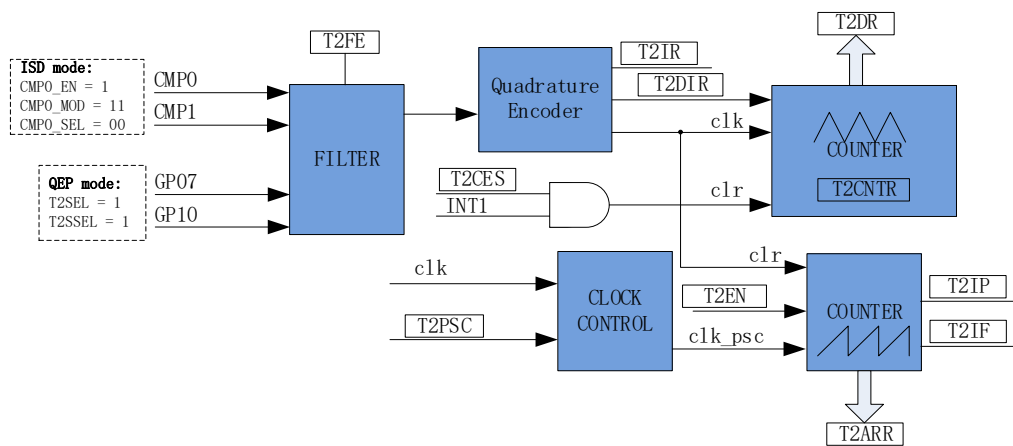 T2DR
T2FE
ISD mode:
CMP0_EN = 1
CMP0_MOD = 11
CMP0_SEL = 00
CMP0
CMP1
FILTER
Quadrature
Encoder
T2IR
T2DIR
clk
COUNTER
T2CNTR
QEP mode:
T2SEL = 1
T2SSEL = 1
GP07
GP10
T2CES
INT1
clr
clk
T2PSC
CLOCK
CONTROL
clr
T2EN
clk_psc
COUNTER
T2IP
T2IF
T2ARR